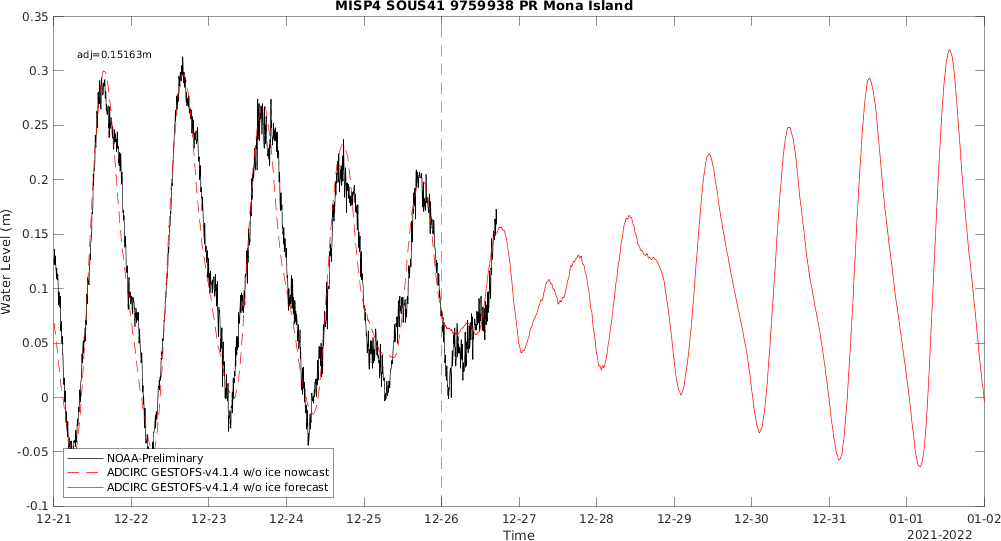 MISP4 SOUS41 9759938 PR Mona Island
adj=0.15163m
Water Level (m)
0.35
0.3
0.25
0.2
0.15
0.1
0.05
0
-0.05
-0.1
NOAA-Preliminary
ADCIRC GESTOFS-v4.1.4 w/o ice nowcast
ADCIRC GESTOFS-v4.1.4 w/o ice forecast
12-21 12-22 12-23 12-24 12-25 12-26 12-27 12-28 12-29 12-30 12-31 01-01 01-02
Time
2021-2022